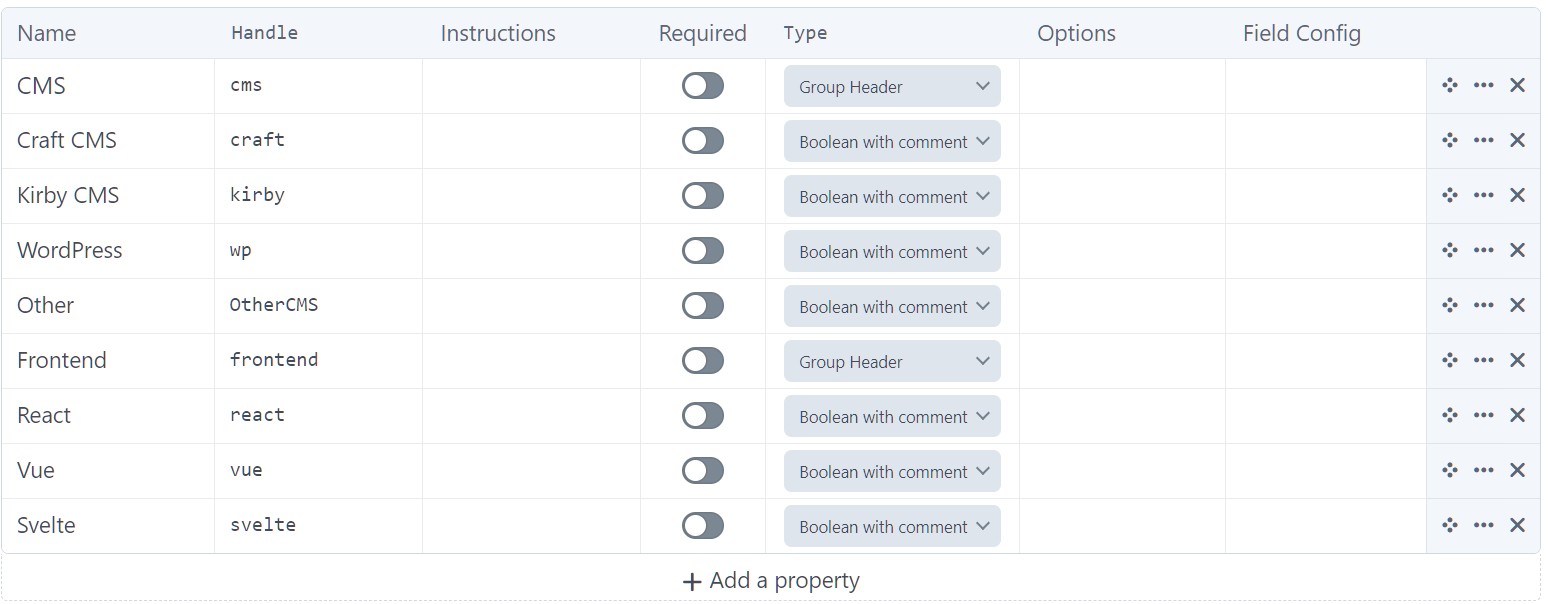 Name Handle Instructions Required Type Options Field Config
CMS cms Group Header
Craft CMS craft Boolean with comment
Kirby CMS kirby Boolean with comment
WordPress wp Boolean with comment
Other OtherCMS Boolean with comment
Frontend frontend Group Header
React react Boolean with comment
Vue vue Boolean with comment
Svelte svelte Boolean with comment
+ Add a property